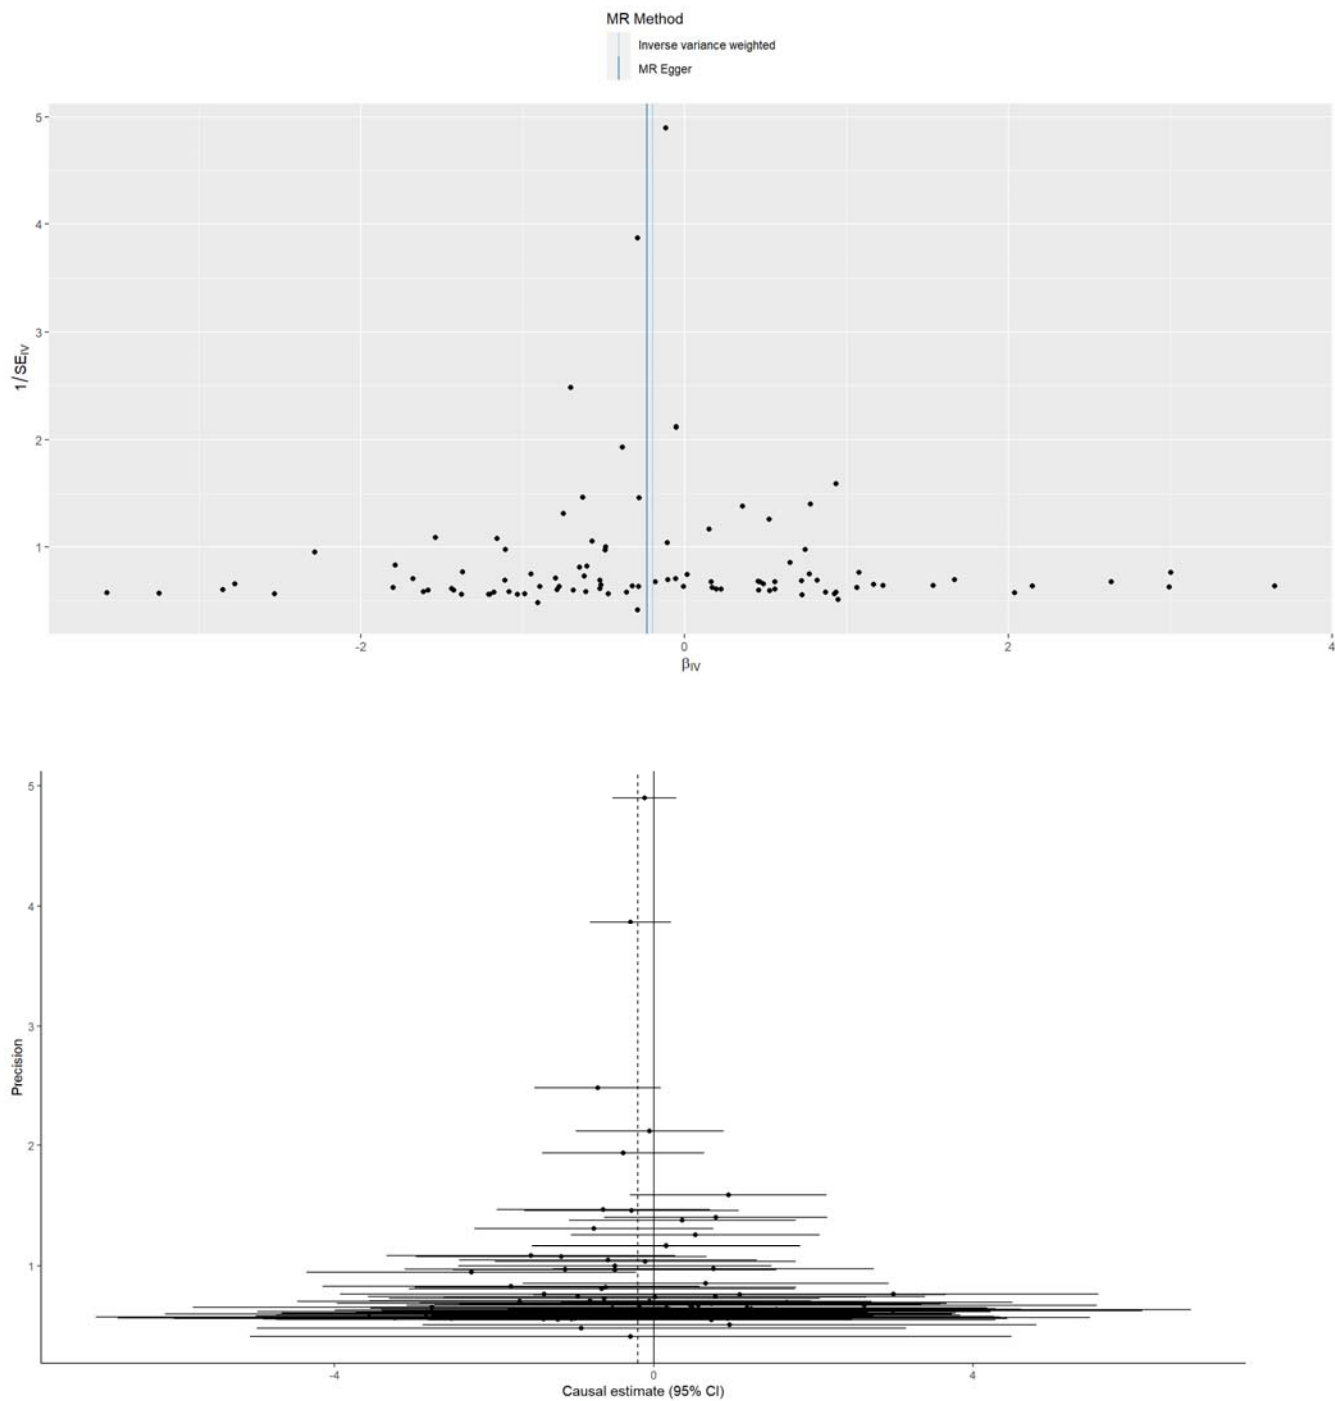 MR Method
Inverse variance weighted
MR Egger
5
4
3
2
1
1/SE_IV
-2 0 2 4
β_IV
5
4
3
2
1
Precision
-4 0 4
Causal estimate (95% CI)